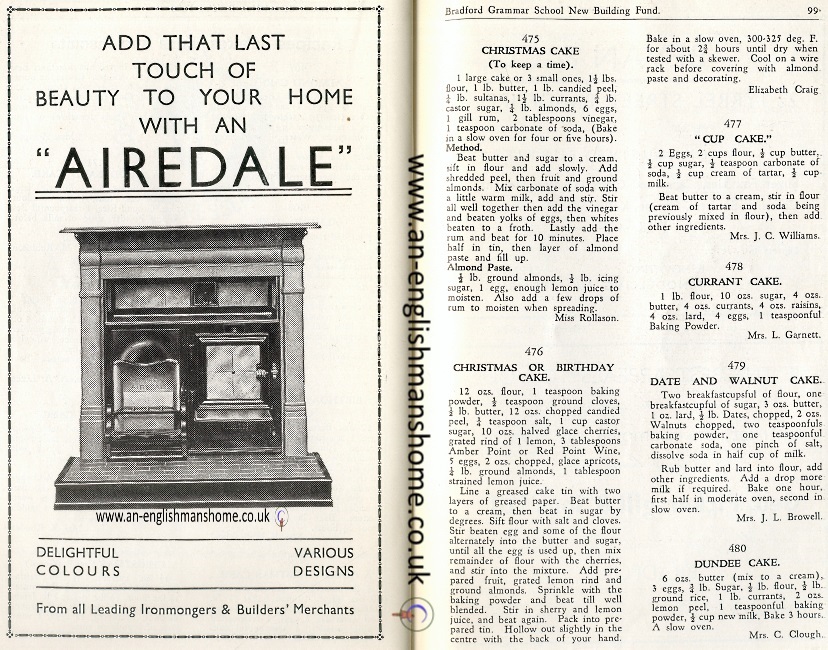 ADD THAT LAST
TOUCH OF
BEAUTY TO YOUR HOME
WITH AN
"AIREDALE"
www.an-englishmanshome.co.uk
DELIGHTFUL VARIOUS
COLOURS DESIGNS
From all Leading Ironmongers & Builders' Merchants
www.an-englishmanshome.co.uk
Bradford Grammar School New Building Fund. 99
475
CHRISTMAS CAKE
(To keep a time).
1 large cake or 3 small ones, 1½ lbs.
flour, 1 lb. butter, 1 lb. candied peel,
lb. sultanas, 1½ lb. currants, lb.
castor sugar, lb. almonds, 6 eggs,
1 gill rum, 2 tablespoons vinegar,
1 teaspoon carbonate of soda, (Bake
in a slow oven for four or five hours).
Method.
Beat butter and sugar to a cream,
sift in flour and add slowly. Add
shredded peel, then fruit and ground
almonds. Mix carbonate of soda with
a little warm milk, add and stir. Stir
all well together then add the vinegar
and beaten yolks of eggs, then whites
beaten to a froth. Lastly add the
rum and beat for 10 minutes. Place
half in tin, then layer of almond
paste and fill up.
Almond Paste.
½ lb. ground almonds, ½ lb. icing
sugar, 1 egg, enough lemon juice to
moisten. Also add a few drops of
rum to moisten when spreading.
Miss Rollason.
476
CHRISTMAS OR BIRTHDAY
CAKE.
12 ozs. flour, 1 teaspoon baking
powder, ½ teaspoon ground cloves,
½ lb. butter, 12 ozs. chopped candied
peel, teaspoon salt, 1 cup castor
sugar, 10 ozs. halved glace cherries,
grated rind of 1 lemon, 3 tablespoons
Amber Point or Red Point Wine,
5 eggs, 2 ozs. chopped, glace apricots,
lb. ground almonds, 1 tablespoon
strained lemon juice.
Line a greased cake tin with two
layers of greased paper. Beat butter
to a cream, then beat in sugar by
degrees. Sift flour with salt and cloves.
Stir beaten egg and some of the flour
alternately into the butter and sugar,
until all the egg is used up, then mix
remainder of flour with the cherries,
and stir into the mixture. Add pre-
pared fruit, grated lemon rind and
ground almonds. Sprinkle with the
baking powder and beat till well
blended. Stir in sherry and lemon
juice, and beat again. Pack into pre-
pared tin. Hollow out slightly in the
centre with the back of your hand.
Bake in a slow oven, 300-325 deg. F.
for about 2¾ hours until dry when
tested with a skewer. Cool on a wire
rack before covering with almond
paste and decorating.
Elizabeth Craig
477
"CUP CAKE."
2 Eggs, 2 cups flour, ½ cup butter,
½ cup sugar, ½ teaspoon carbonate of
soda, ½ cup cream of tartar, ½ cup
milk.
Beat butter to a cream, stir in flour
(cream of tartar and soda being
previously mixed in flour), then add
other ingredients.
Mrs. J. C. Williams.
478
CURRANT CAKE.
1 lb. flour, 10 ozs. sugar, 4 ozs.
butter, 4 ozs. currants, 4 ozs. raisins,
4 ozs. lard, 4 eggs, 1 teaspoonful
Baking Powder.
Mrs. L. Garnett.
479
DATE AND WALNUT CAKE.
Two breakfastcupsful of flour, one
breakfastcupful of sugar, 3 ozs. butter,
1 oz. lard, ½ lb. Dates, chopped, 2 ozs.
Walnuts chopped, two teaspoonfuls
baking powder, one teaspoonful
carbonate soda, one pinch of salt,
dissolve soda in half cup of milk.
Rub butter and lard into flour, add
other ingredients. Add a drop more
milk if required. Bake one hour,
first half in moderate oven, second in
slow oven.
Mrs. J. L. Browell.
480
DUNDEE CAKE.
6 ozs. butter (mix to a cream),
3 eggs, lb. Sugar, ½ lb. flour, ½ lb.
ground rice, 1 lb. currants, 2 ozs.
lemon peel, 1 teaspoonful baking
powder, ½ cup new milk. Bake 3 hours.
A slow oven.
Mrs. C. Clough.